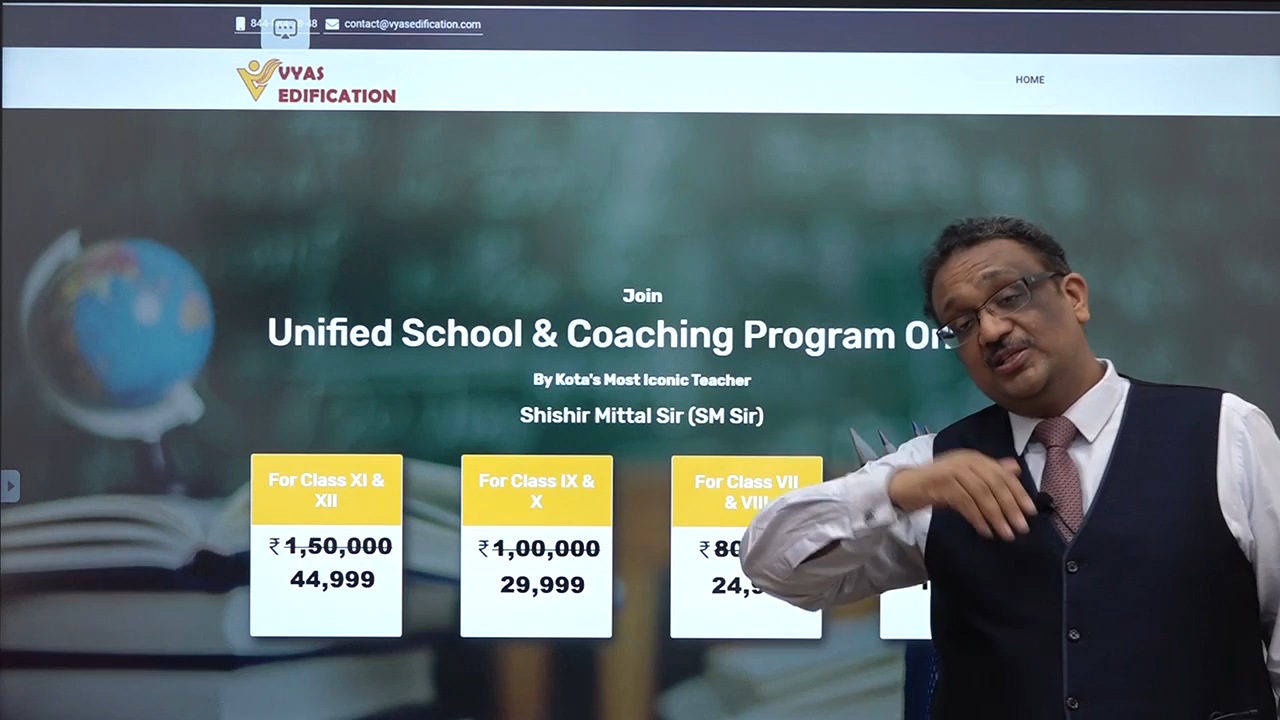 contact@vyasedification.com
VYAS
EDIFICATION
HOME
Join
Unified School & Coaching Program
By Kota's Most Iconic Teacher
Shishir Mittal Sir (SM Sir)
For Class XI &
XII
₹1,50,000
44,999
For Class IX &
X
₹1,00,000
29,999
For Class VII
& VIII